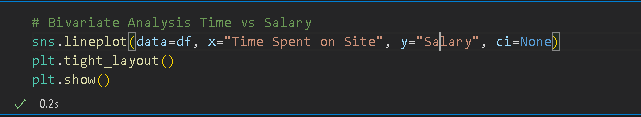 # Bivariate Analysis Time vs Salary
sns.lineplot(data=df, x="Time Spent on Site", y="Salary", ci=None)
plt.tight_layout()
plt.show()
✓ 0.2s